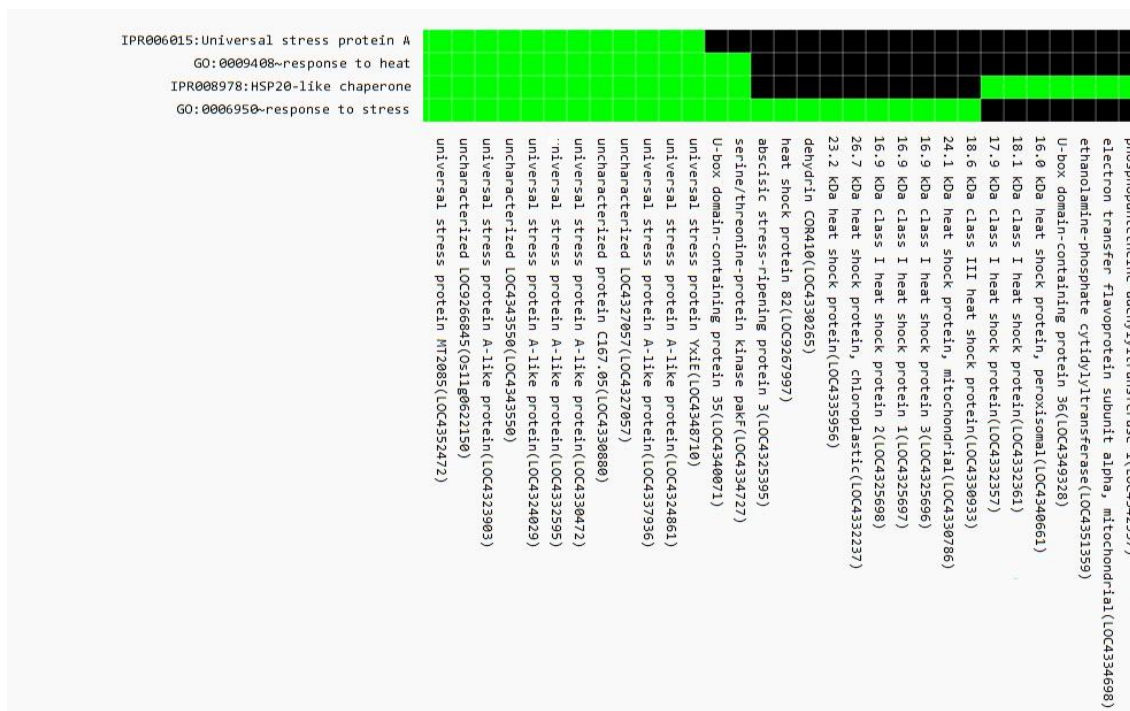 IPR006015:Universal stress protein A
GO:0009408~response to heat
IPR008978:HSP20-like chaperone
GO:0006950~response to stress
universal stress protein MT2085(LOC4352472)
uncharacterized LOC9266845(Os11g0622150)
universal stress protein A-like protein(LOC4323903)
uncharacterized LOC4343550(LOC4343550)
universal stress protein A-like protein(LOC4324029)
niversal stress protein A-like protein(LOC4332595)
universal stress protein A-like protein(LOC4330472)
uncharacterized protein C167.05(LOC4330880)
uncharacterized LOC4327057(LOC4327057)
universal stress protein A-like protein(LOC4337936)
universal stress protein A-like protein(LOC4324861)
universal stress protein YxiE(LOC4348710)
U-box domain-containing protein 35(LOC4340071)
serine/threonine-protein kinase pakF(LOC4334727)
abscisic stress-ripening protein 3(LOC4325395)
heat shock protein 82(LOC9267997)
dehydrin COR410(LOC4330265)
23.2 kDa heat shock protein(LOC4335956)
26.7 kDa heat shock protein, chloroplastic(LOC4332237)
16.9 kDa class I heat shock protein 2(LOC4325698)
16.9 kDa class I heat shock protein 1(LOC4325697)
16.9 kDa class I heat shock protein 3(LOC4325696)
24.1 kDa heat shock protein, mitochondrial(LOC4330786)
18.6 kDa class III heat shock protein(LOC4330933)
17.9 kDa class I heat shock protein(LOC4332357)
18.1 kDa class I heat shock protein(LOC4332361)
16.0 kDa heat shock protein, peroxisomal(LOC4340661)
U-box domain-containing protein 36(LOC4349328)
ethanolamine-phosphate cytidylyltransferase(LOC4351359)
electron transfer flavoprotein subunit alpha, mitochondrial(LOC4334698)